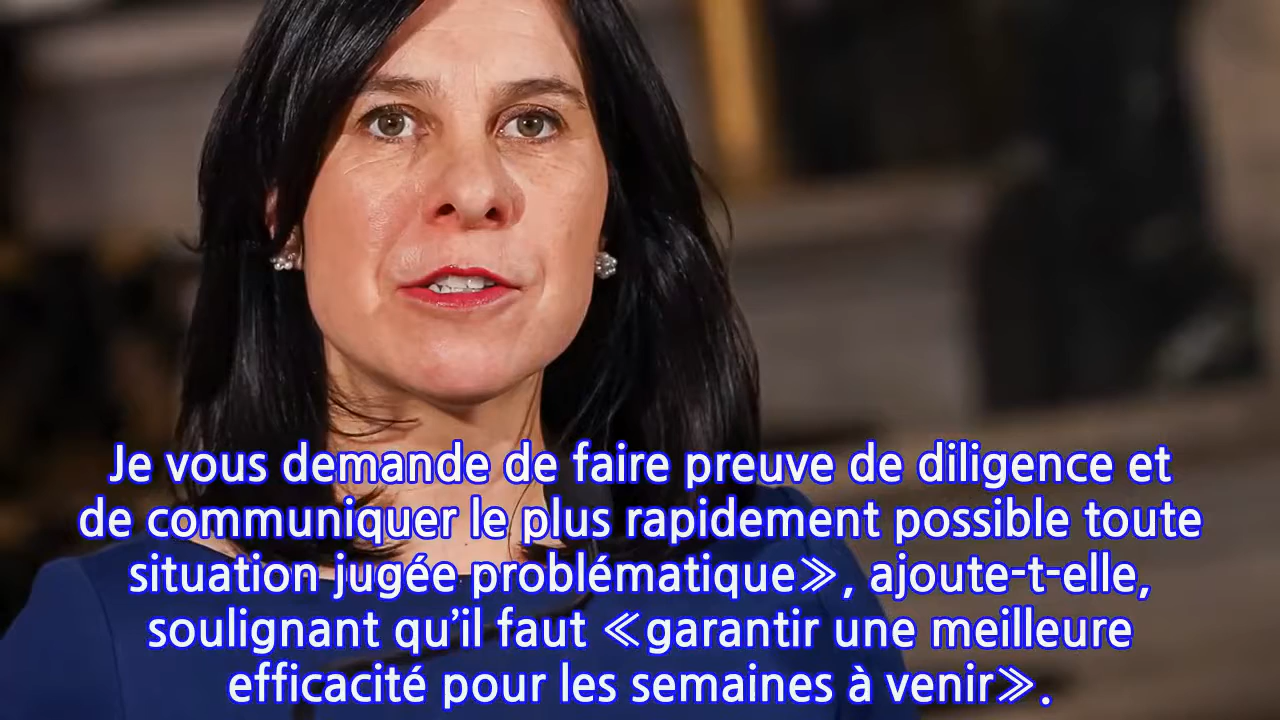 Je vous demande de faire preuve de diligence et
de communiquer le plus rapidement possible toute
situation jugée problématique≫, ajoute-t-elle,
soulignant qu’il faut ≪garantir une meilleure
efficacité pour les semaines à venir≫.